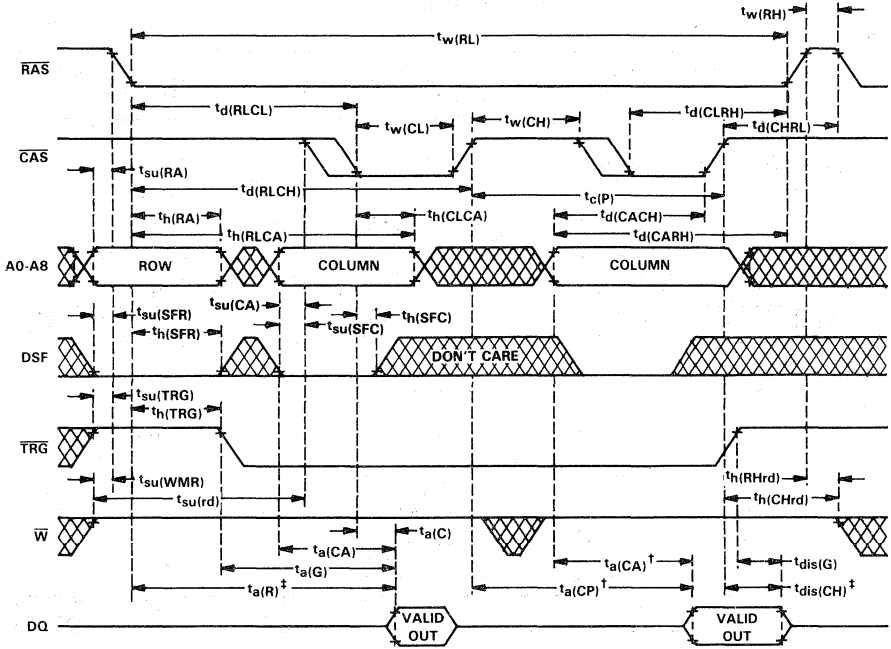 tw(RH)
tw(RL)
RAS
td(RLCL)
td(CLRH)
tw(CL)
tw(CH)
td(CHRL)
CAS
tsu(RA)
td(RLCH)
tc(P)
th(RA)
th(CLCA)
td(CACH)
th(RLCA)
td(CARH)
A0-A8
ROW
COLUMN
COLUMN
tsu(CA)
tsu(SFR)
th(SFC)
th(SFR)
tsu(SFC)
DSF
DON'T CARE
tsu(TRG)
th(TRG)
TRG
tsu(WMR)
th(RHrd)
tsu(rd)
th(CHrd)
W
ta(C)
ta(CA)
ta(CA)†
tdis(G)
ta(G)
ta(R)‡
ta(CP)†
tdis(CH)‡
DQ
VALID
OUT
VALID
OUT